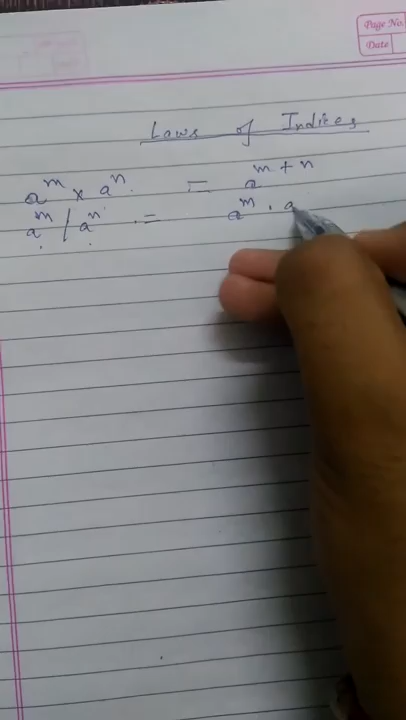 Page No.
Date
Laws of Indices
a^m x a^n = a^m+n
a^m / a^n = a^m . a